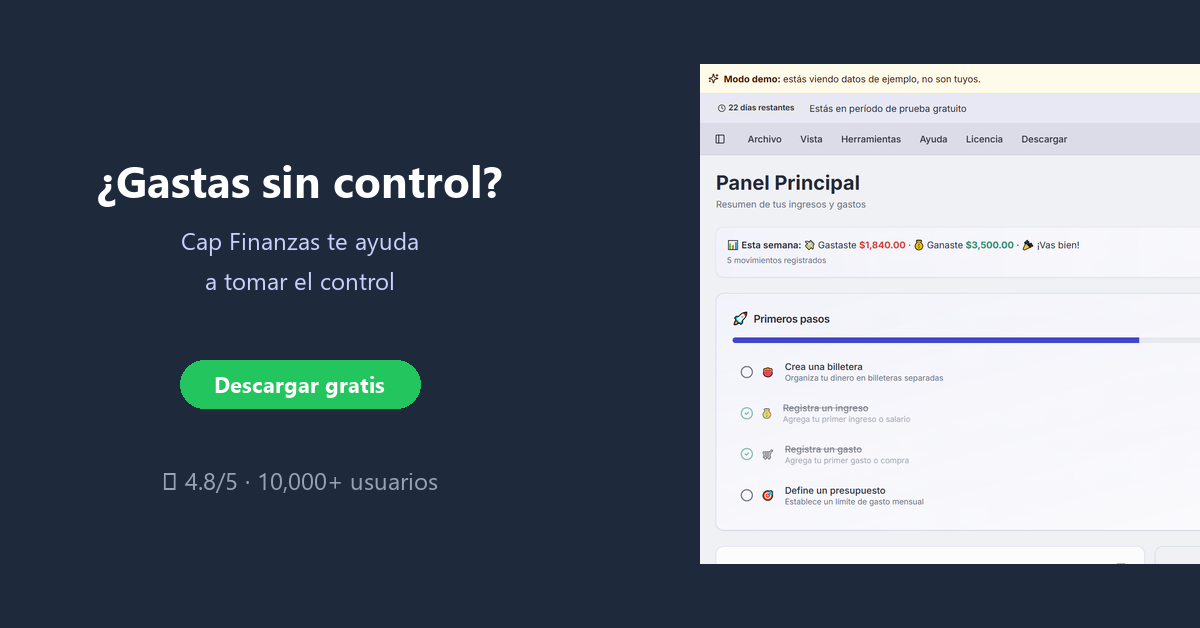 ¿Gastas sin control?
Cap Finanzas te ayuda
a tomar el control
Descargar gratis
4.8/5 · 10,000+ usuarios
Modo demo: estás viendo datos de ejemplo, no son tuyos.
22 días restantes Estás en período de prueba gratuito
Archivo Vista Herramientas Ayuda Licencia Descargar
Panel Principal
Resumen de tus ingresos y gastos
Esta semana: Gastaste $1,840.00 · Ganaste $3,500.00 · ¡Vas bien!
5 movimientos registrados
Primeros pasos
Crea una billetera
Organiza tu dinero en billeteras separadas
Registra un ingreso
Agrega tu primer ingreso o salario
Registra un gasto
Agrega tu primer gasto o compra
Define un presupuesto
Establece un límite de gasto mensual